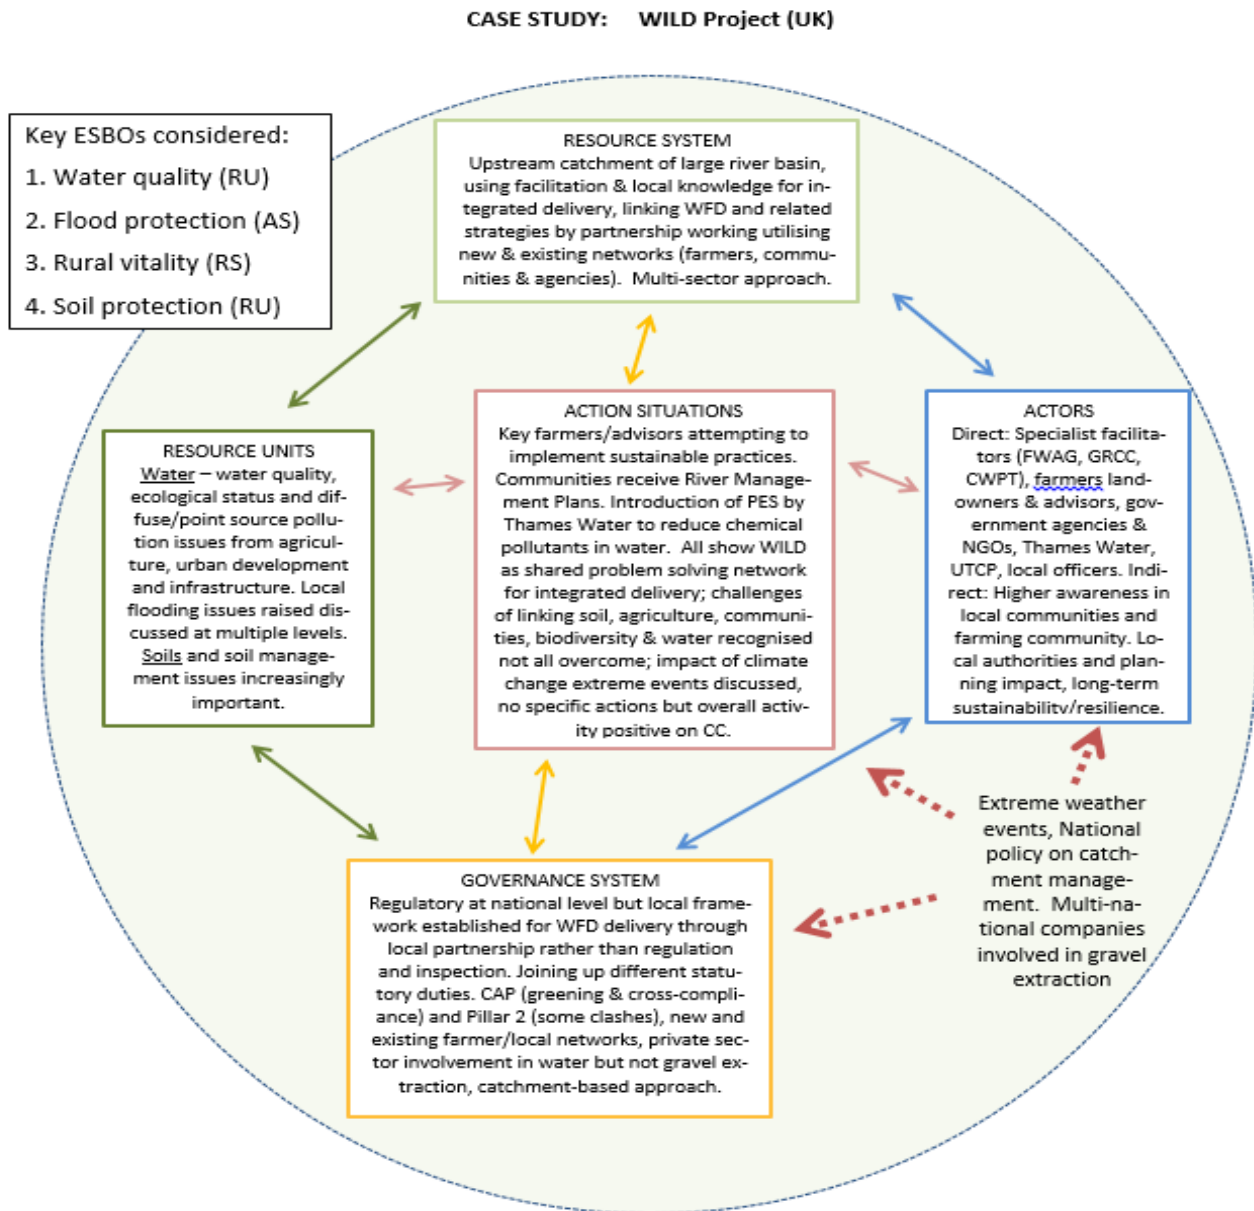 CASE STUDY: WILD Project (UK)
Key ESBOs considered:
1. Water quality (RU)
2. Flood protection (AS)
3. Rural vitality (RS)
4. Soil protection (RU)
RESOURCE SYSTEM
Upstream catchment of large river basin,
using facilitation & local knowledge for in-
tegrated delivery, linking WFD and related
strategies by partnership working utilising
new & existing networks (farmers, commu-
nities & agencies). Multi-sector approach.
RESOURCE UNITS
Water – water quality,
ecological status and dif-
fuse/point source pollu-
tion issues from agricul-
ture, urban development
and infrastructure. Local
flooding issues raised dis-
cussed at multiple levels.
Soils and soil manage-
ment issues increasingly
important.
ACTION SITUATIONS
Key farmers/advisors attempting to
implement sustainable practices.
Communities receive River Manage-
ment Plans. Introduction of PES by
Thames Water to reduce chemical
pollutants in water. All show WILD
as shared problem solving network
for integrated delivery; challenges
of linking soil, agriculture, communi-
ties, biodiversity & water recognised
not all overcome; impact of climate
change extreme events discussed,
no specific actions but overall activ-
ity positive on CC.
ACTORS
Direct: Specialist facilita-
tors (FWAG, GRCC,
CWPT), farmers land-
owners & advisors, gov-
ernment agencies &
NGOs, Thames Water,
UTCP, local officers. Indi-
rect: Higher awareness in
local communities and
farming community. Lo-
cal authorities and plan-
ning impact, long-term
sustainability/resilience.
Extreme weather
events, National
policy on catch-
ment manage-
ment. Multi-na-
tional companies
involved in gravel
extraction
GOVERNANCE SYSTEM
Regulatory at national level but local frame-
work established for WFD delivery through
local partnership rather than regulation
and inspection. Joining up different statu-
tory duties. CAP (greening & cross-compli-
ance) and Pillar 2 (some clashes), new and
existing farmer/local networks, private sec-
tor involvement in water but not gravel ex-
traction, catchment-based approach.